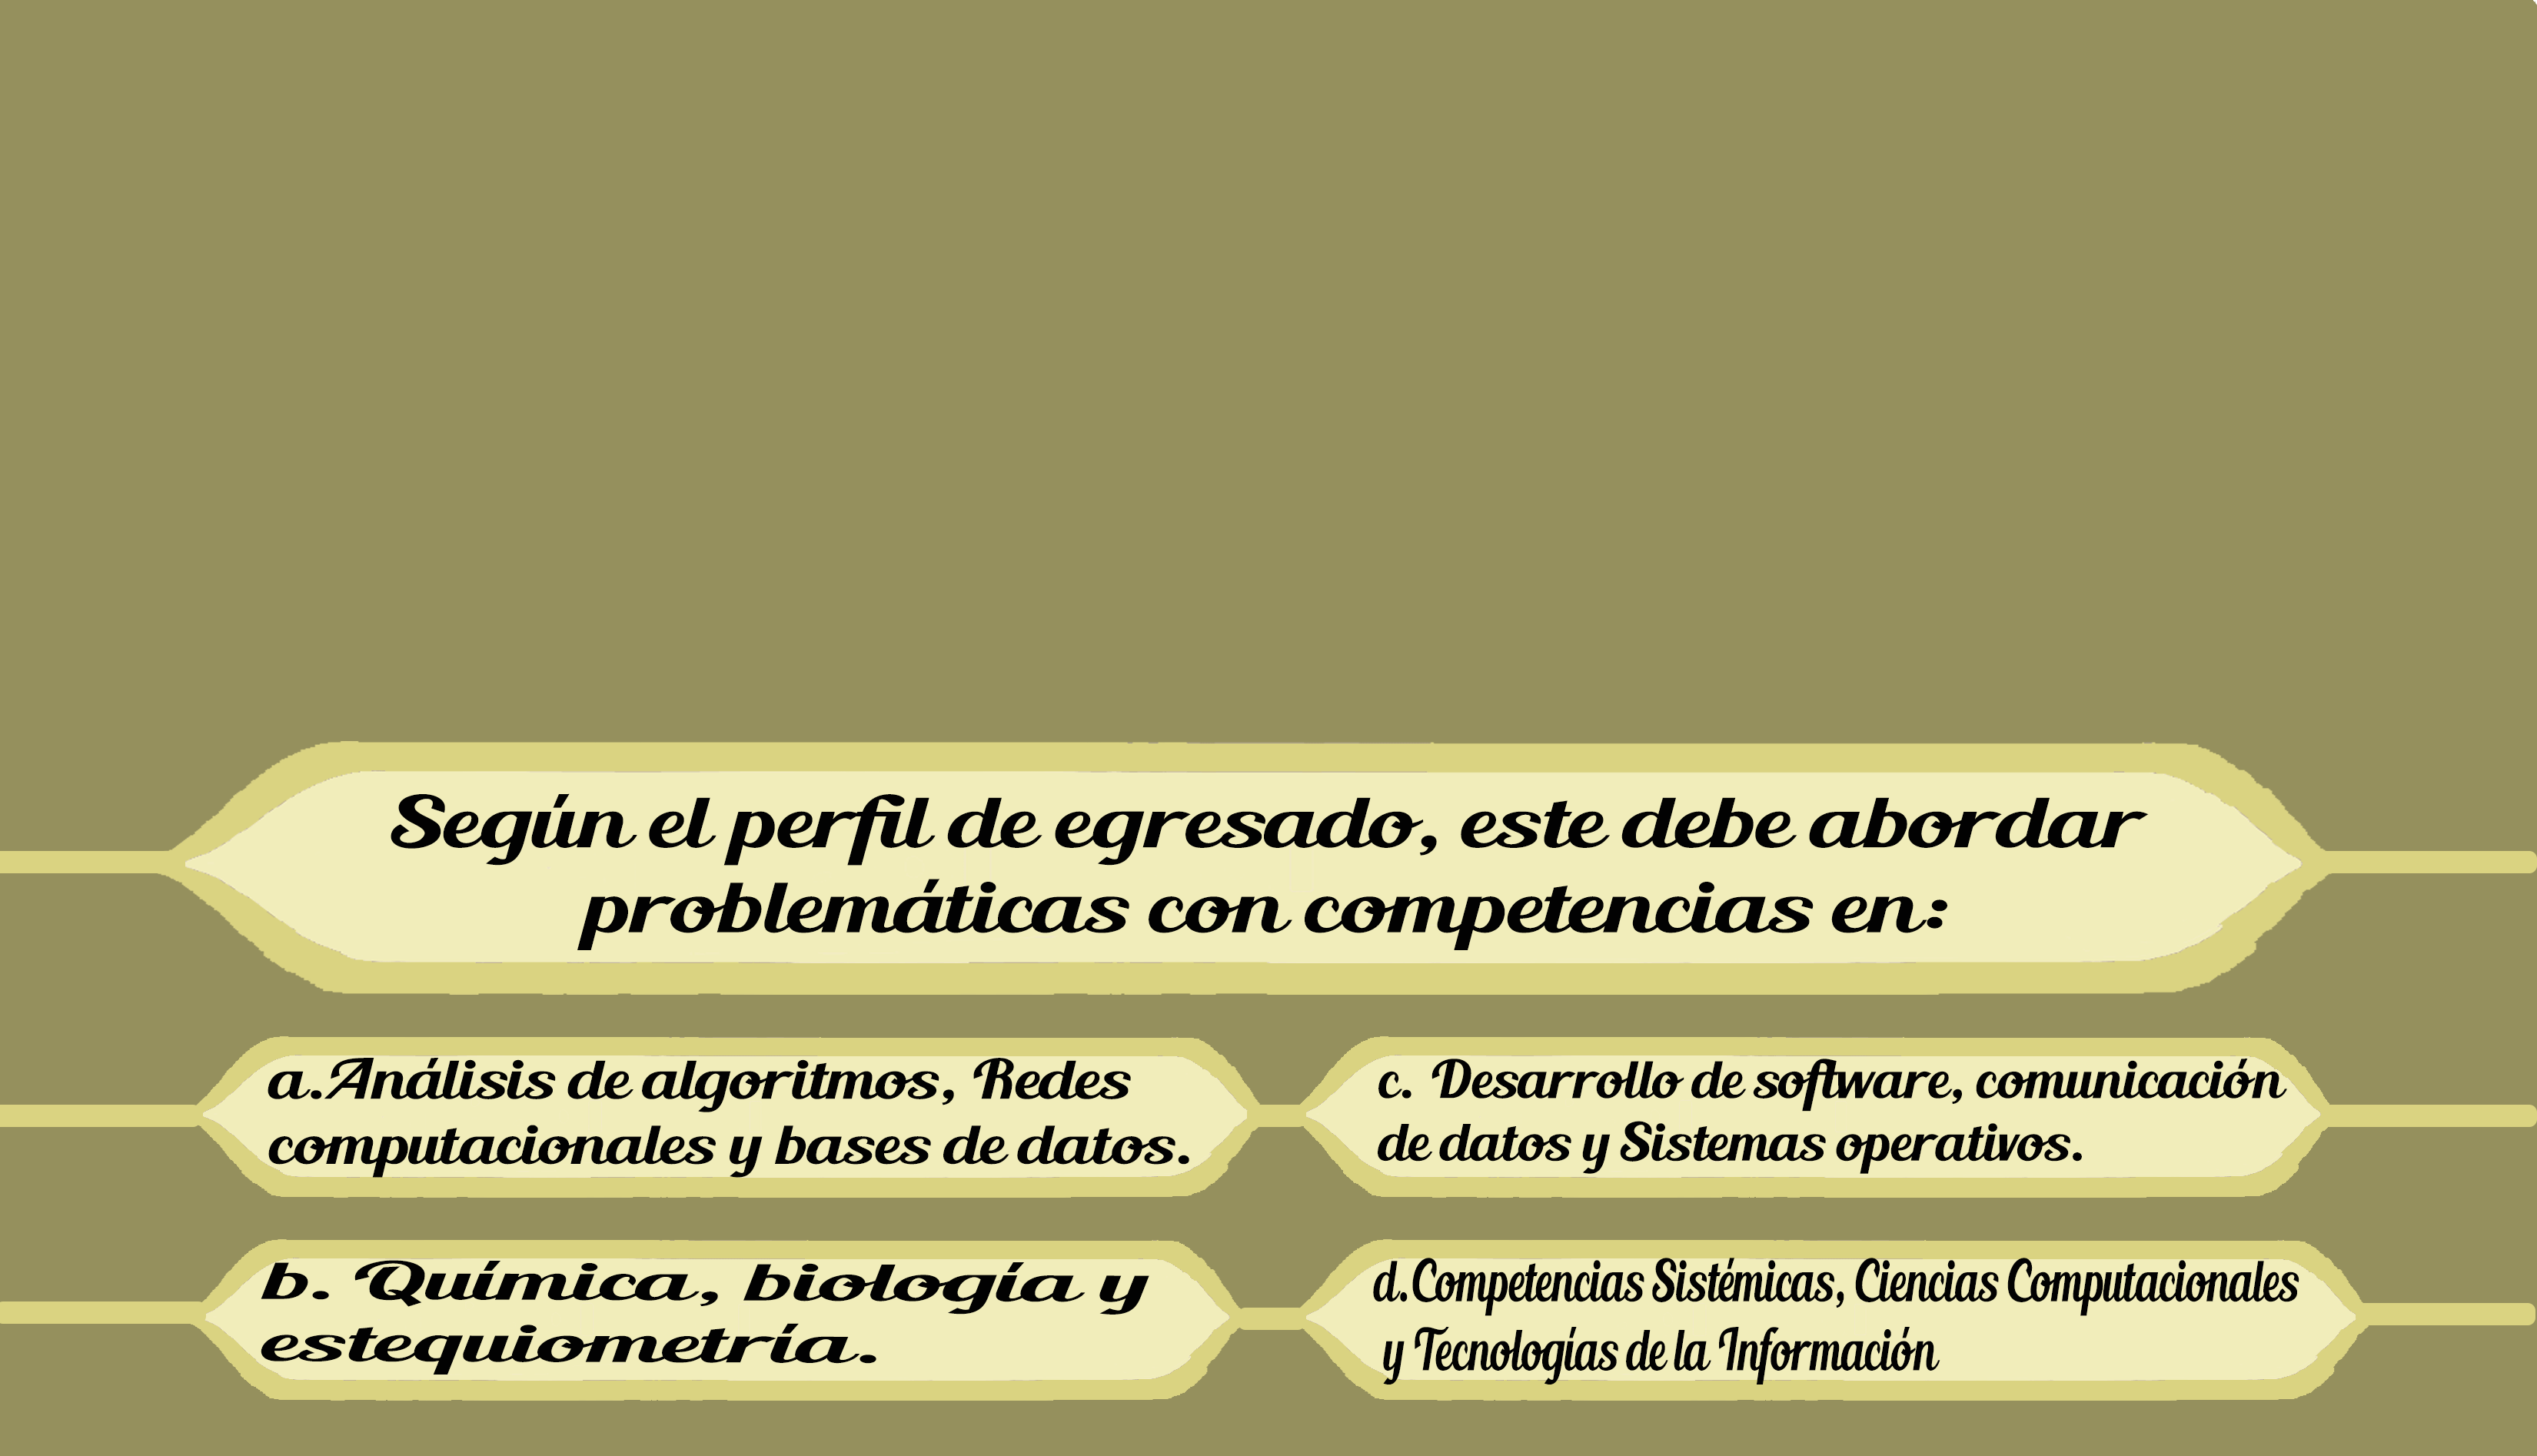 Según el perfil de egresado, este debe abordar
problemáticas con competencias en:
a.Análisis de algoritmos, Redes
computacionales y bases de datos.
c. Desarrollo de software, comunicación
de datos y Sistemas operativos.
b. Química, biología y
estequiometría.
d.Competencias Sistémicas, Ciencias Computacionales
y Tecnologías de la Información